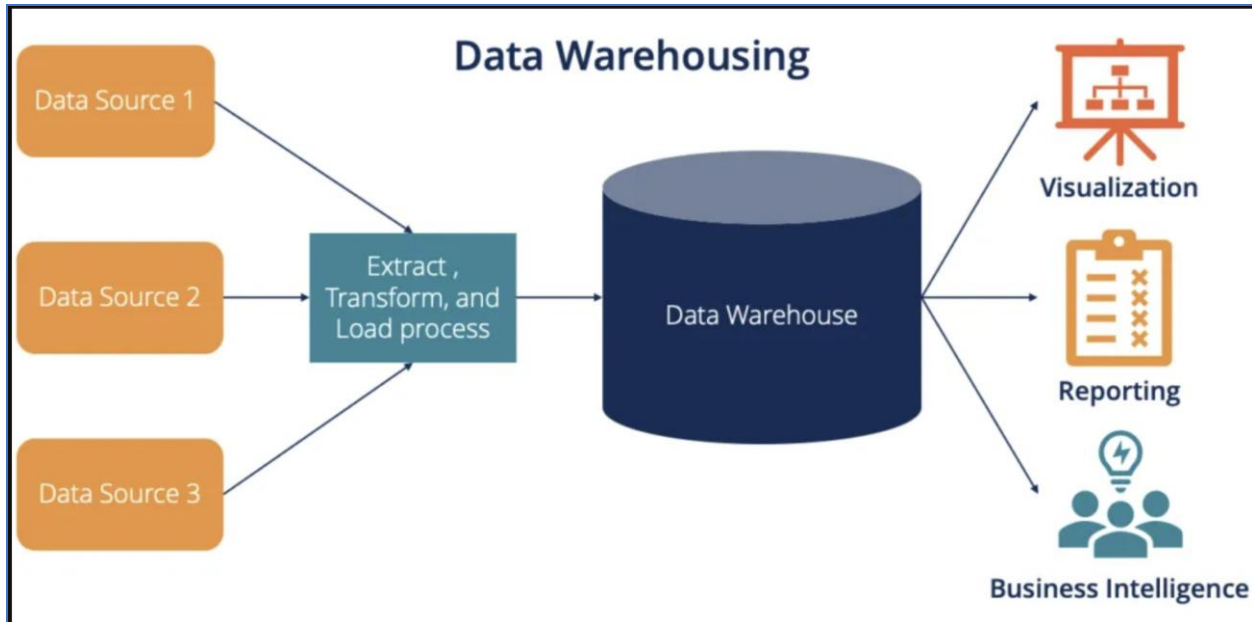 Data Warehousing
Data Source 1
Data Source 2
Data Source 3
Extract ,
Transform, and
Load process
Data Warehouse
Visualization
Reporting
Business Intelligence